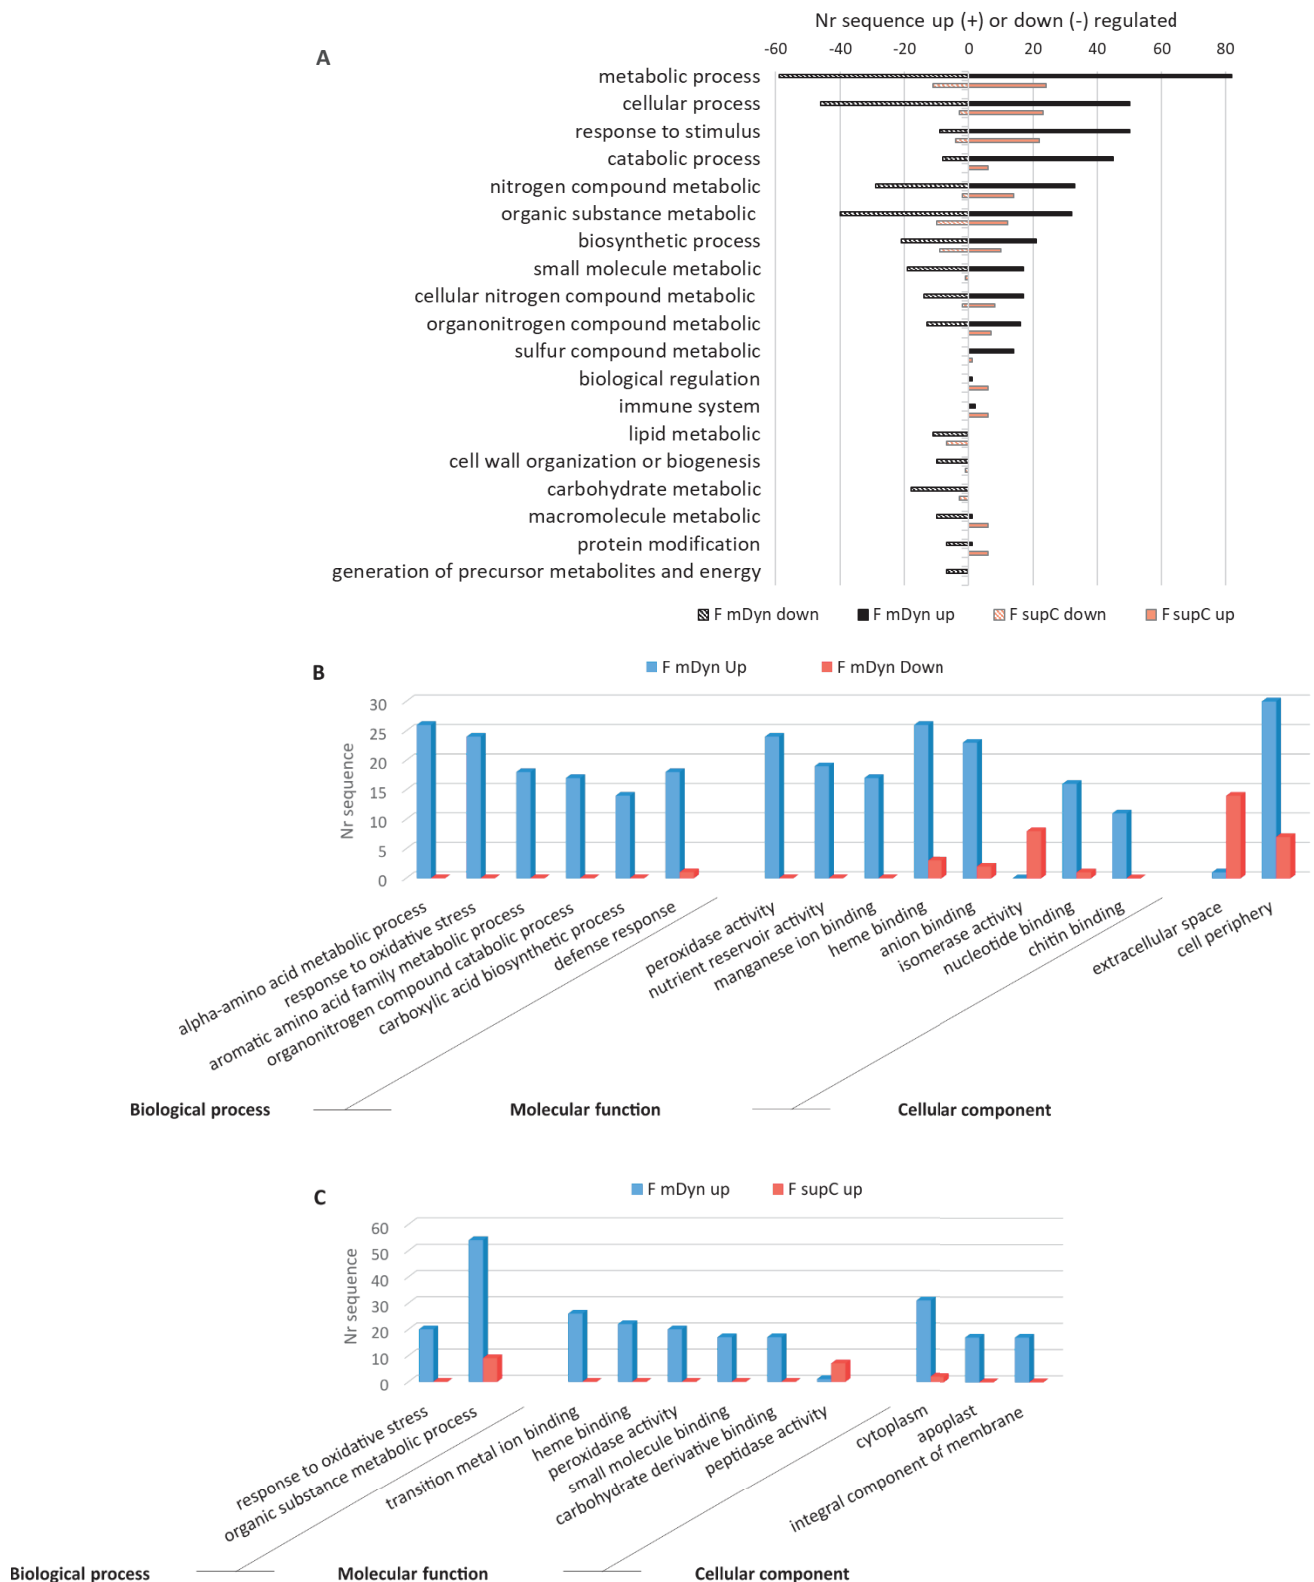 Nr sequence up (+) or down (-) regulated
A
-60 -40 -20 0 20 40 60 80
metabolic process
cellular process
response to stimulus
catabolic process
nitrogen compound metabolic
organic substance metabolic
biosynthetic process
small molecule metabolic
cellular nitrogen compound metabolic
organonitrogen compound metabolic
sulfur compound metabolic
biological regulation
immune system
lipid metabolic
cell wall organization or biogenesis
carbohydrate metabolic
macromolecule metabolic
protein modification
generation of precursor metabolites and energy
F mDyn down F mDyn up F supC down F supC up
B
F mDyn Up F mDyn Down
Nr sequence
30
25
20
15
10
5
0
alpha-amino acid metabolic process
response to oxidative stress
aromatic amino acid family metabolic process
organonitrogen compound catabolic process
carboxylic acid biosynthetic process
defense response
peroxidase activity
nutrient reservoir activity
manganese ion binding
heme binding
anion binding
isomerase activity
nucleotide binding
chitin binding
extracellular space
cell periphery
Biological process Molecular function Cellular component
C
F mDyn up F supC up
Nr sequence
60
50
40
30
20
10
0
response to oxidative stress
organic substance metabolic process
transition metal ion binding
heme binding
peroxidase activity
small molecule binding
carbohydrate derivative binding
peptidase activity
cytoplasm
apoplast
integral component of membrane
Biological process Molecular function Cellular component